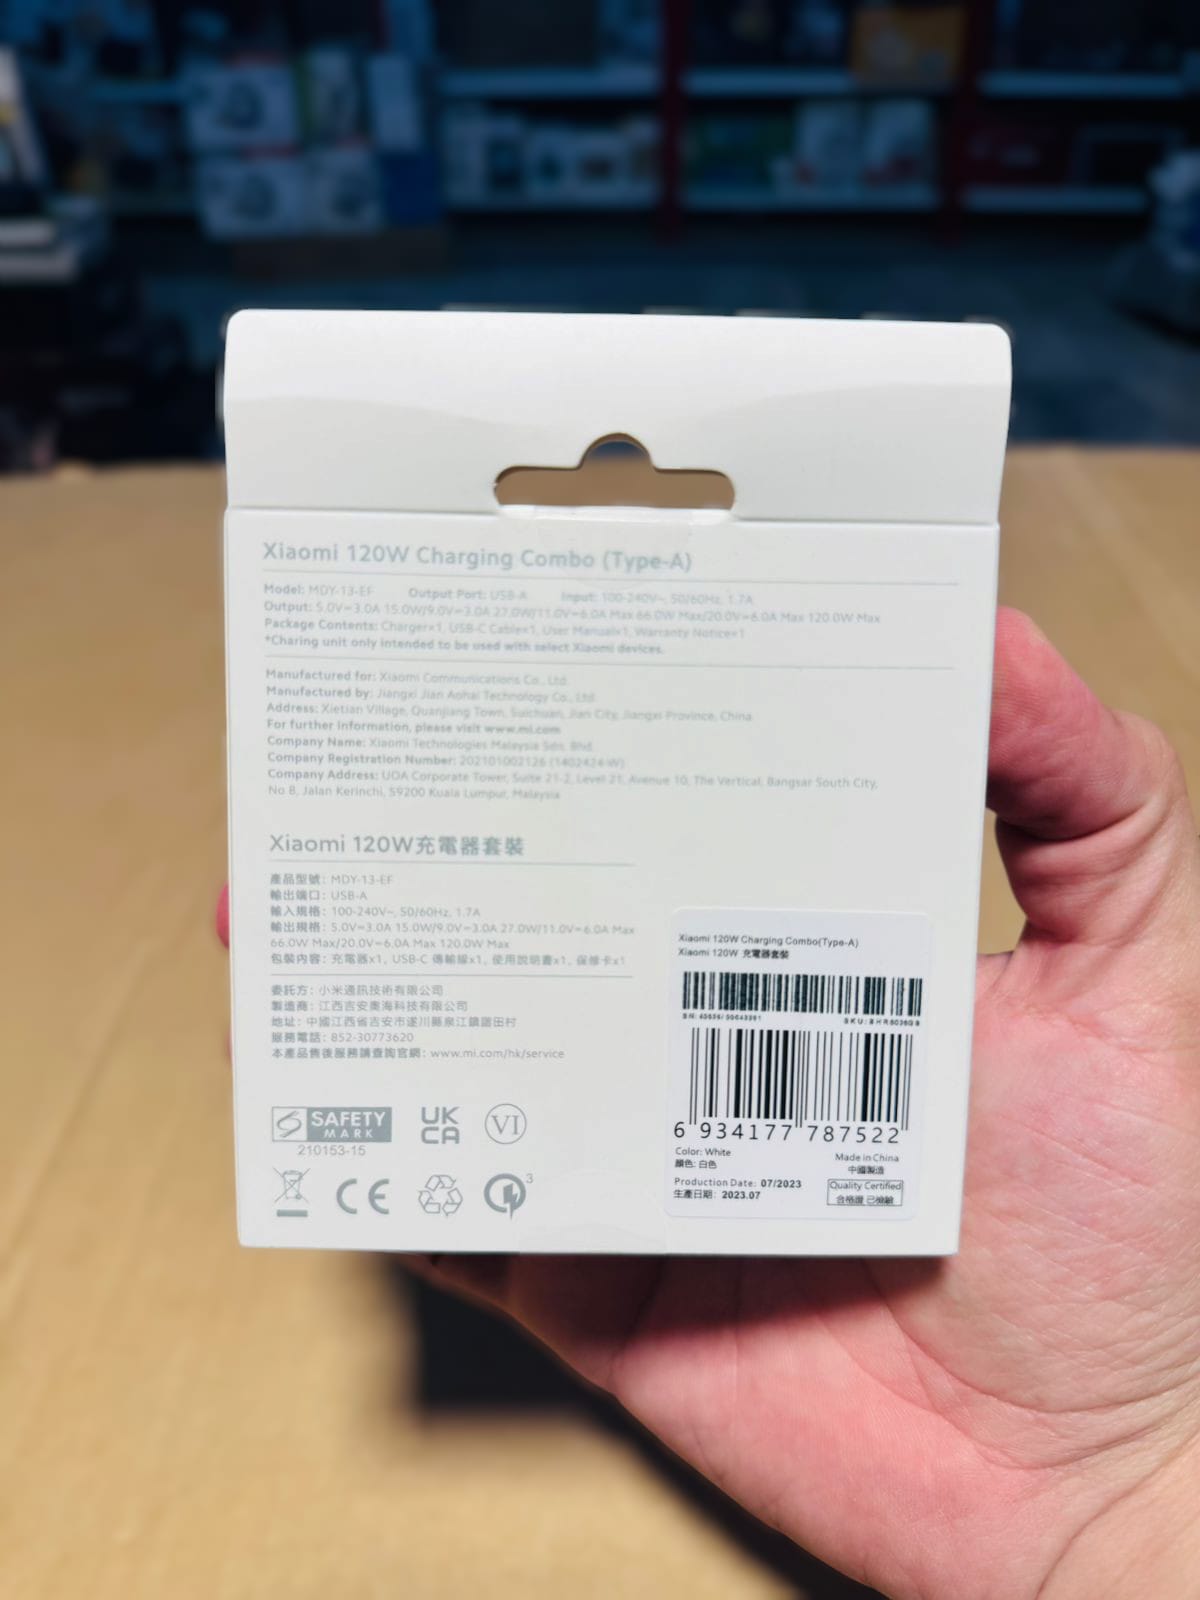 Xiaomi 120W Charging Combo (Type-A)
Model: MDY-13-EF Output Port: USB-A Input: 100-240V~, 50/60Hz, 1.7A
Output: 5.0V=3.0A 15.0W/9.0V=3.0A 27.0W/11.0V=6.0A Max 66.0W Max/20.0V=6.0A Max 120.0W Max
Package Contents: Charger×1, USB-C Cable×1, User Manual×1, Warranty Notice×1
*Charing unit only intended to be used with select Xiaomi devices.
Manufactured for: Xiaomi Communications Co., Ltd.
Manufactured by: Jiangxi Jian Aohai Technology Co., Ltd.
Address: Xietian Village, Quanjiang Town, Suichuan, Jian City, Jiangxi Province, China
For further information, please visit www.mi.com
Company Name: Xiaomi Technologies Malaysia Sdn. Bhd.
Company Registration Number: 202101002126 (1402424-W)
Company Address: UOA Corporate Tower, Suite 21-2, Level 21, Avenue 10, The Vertical, Bangsar South City,
No.8, Jalan Kerinchi, 59200 Kuala Lumpur, Malaysia
Xiaomi 120W充電器套裝
產品型號: MDY-13-EF
輸出端口: USB-A
輸入規格: 100-240V~, 50/60Hz, 1.7A
輸出規格: 5.0V=3.0A 15.0W/9.0V=3.0A 27.0W/11.0V=6.0A Max
66.0W Max/20.0V=6.0A Max 120.0W Max
包裝內容: 充電器x1, USB-C 傳輸線x1, 使用說明書x1, 保修卡x1
委託方: 小米通訊技術有限公司
製造商: 江西吉安奧海科技有限公司
地址: 中國江西省吉安市遂川縣泉江鎮諧田村
服務電話: 852-30773620
本產品售後服務請查詢官網: www.mi.com/hk/service
SAFETY
MARK
210153-15
UK
CA
VI
CE
3
Xiaomi 120W Charging Combo(Type-A)
Xiaomi 120W 充電器套裝
SN: SKU:
6 934177 787522
Color: White
顏色: 白色
Made in China
中國製造
Production Date: 07/2023
生產日期: 2023.07
Quality Certified
合格證 已檢驗